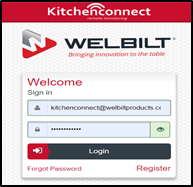 Kitchenconnect
remote monitoring
WELBILT®
Bringing innovation to the table
Welcome
Sign in
kitchenconnect@welbiltproducts.co
Login
Forgot Password
Register